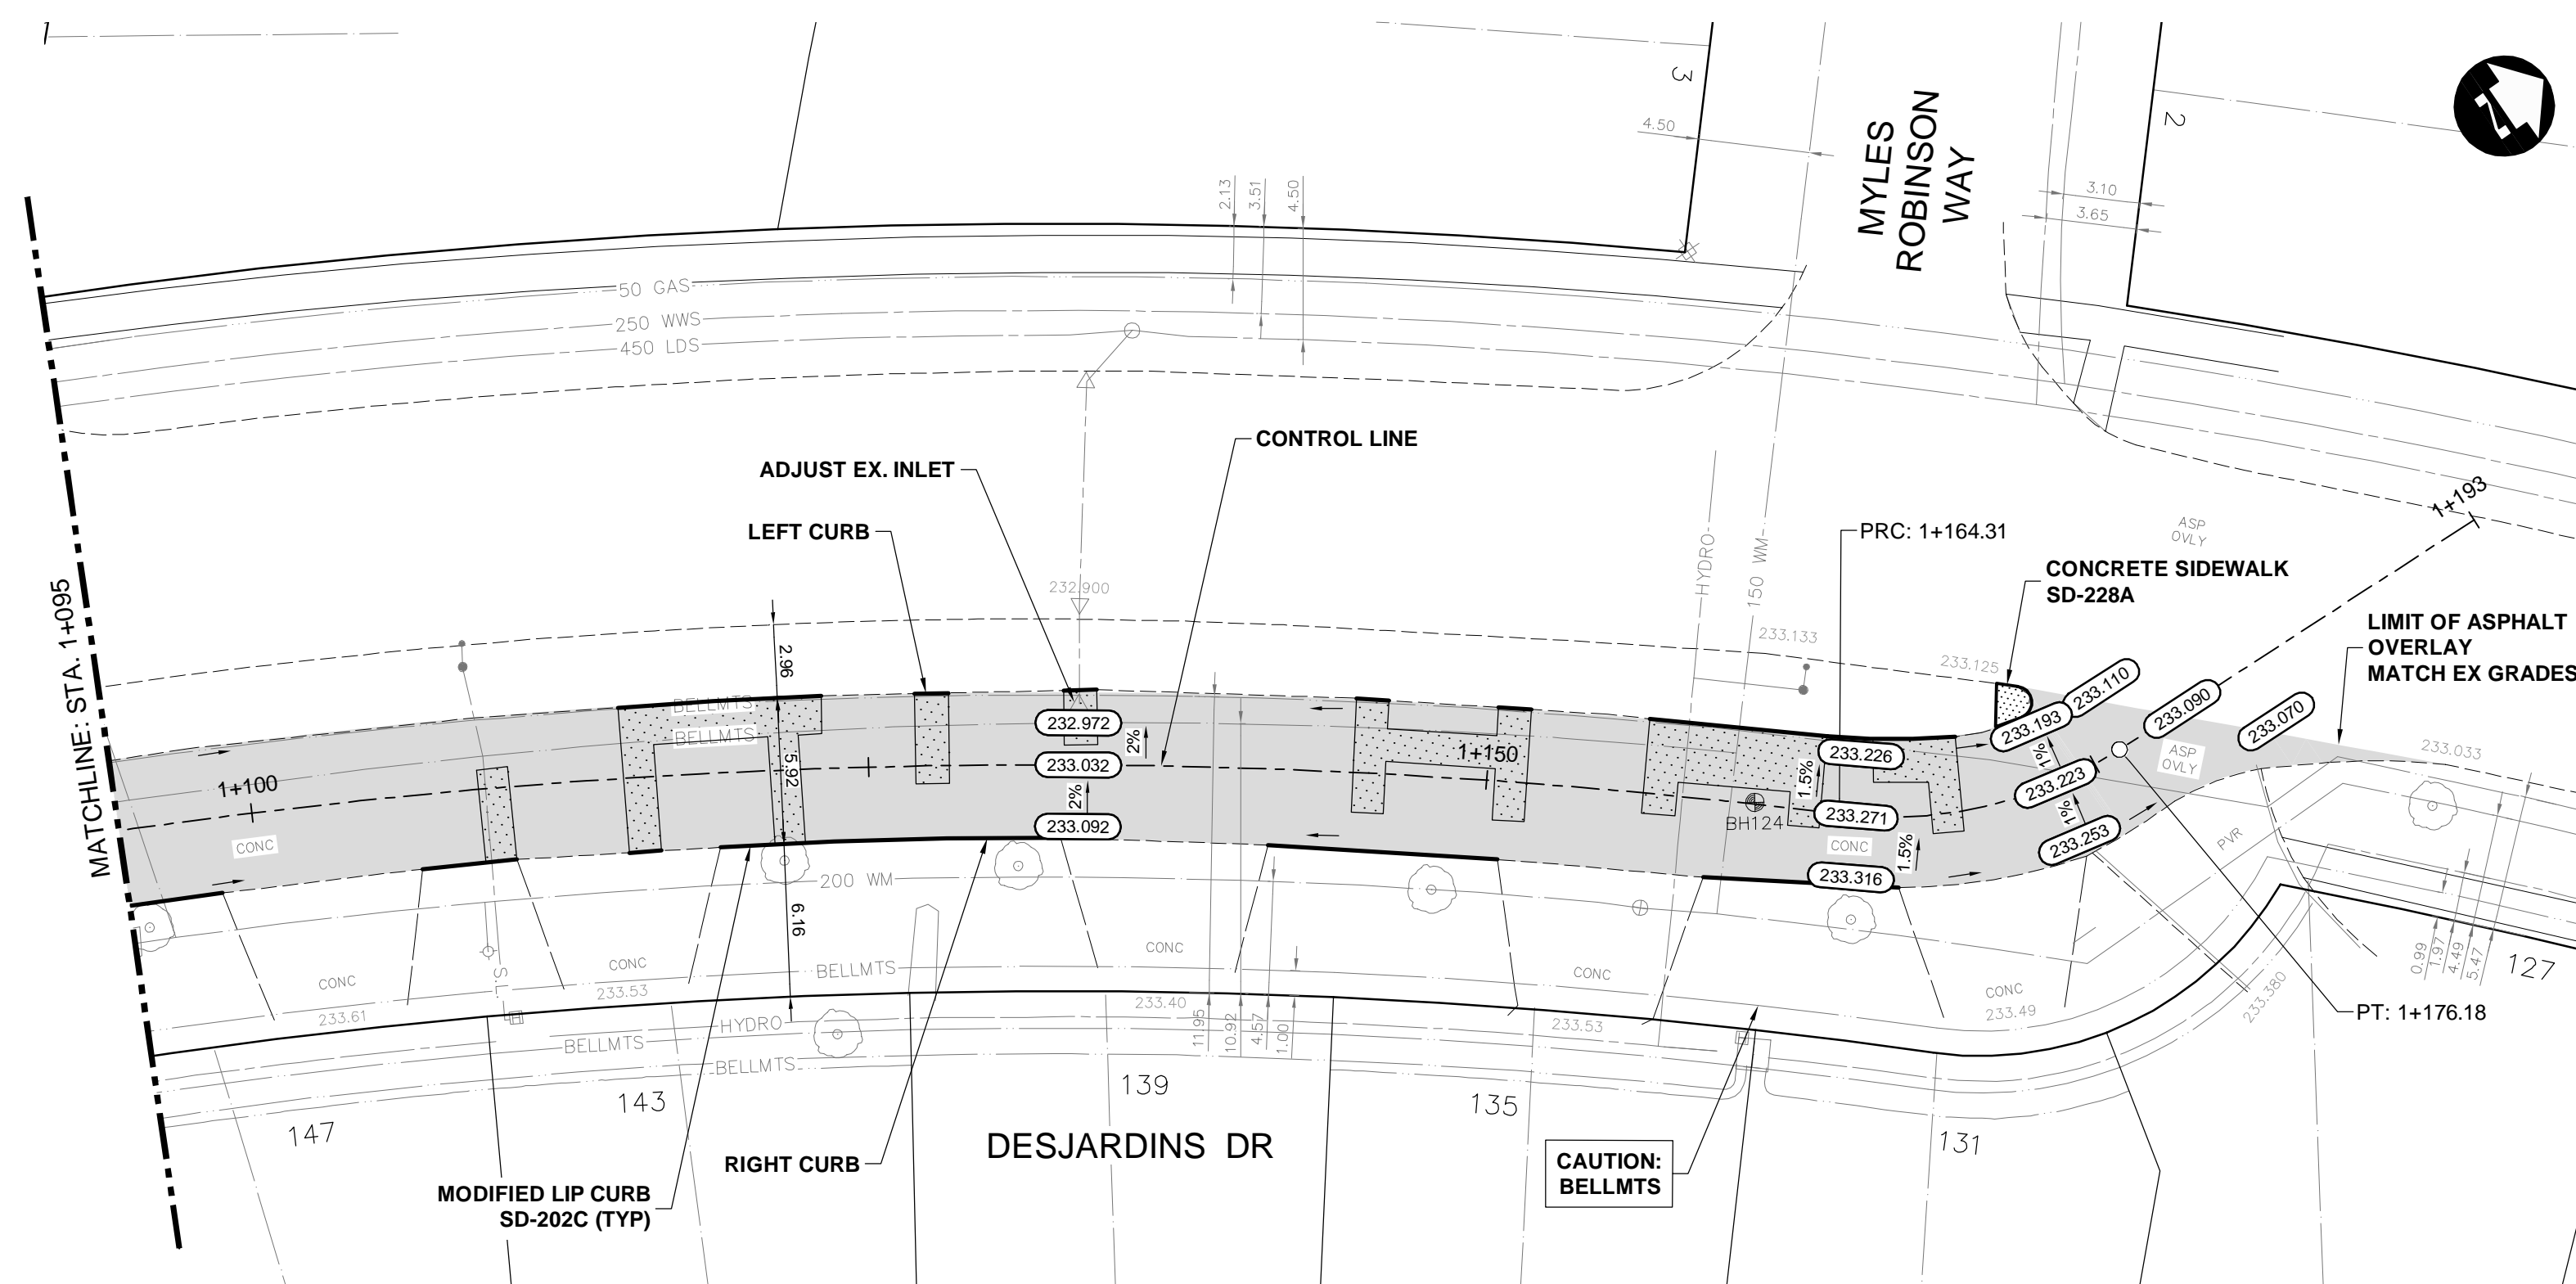 3
2
4.50
MYLES
ROBINSON
WAY
3.10
3.65
2.13
3.51
4.50
50 GAS
250 WWS
450 LDS
CONTROL LINE
ADJUST EX. INLET
LEFT CURB
1+193
ASP
OVLY
PRC: 1+164.31
CONCRETE SIDEWALK
SD-228A
HYDRO
150 WM
232.900
233.133
233.125
LIMIT OF ASPHALT
OVERLAY
MATCH EX GRADES
MATCHLINE: STA. 1+095
2.96
BELLMTS
BELLMTS
5.92
232.972
2%
233.032
2%
233.092
1+100
CONC
1+150
233.226
1.5%
233.271
1.5%
233.316
BH124
CONC
233.110
233.193
1%
233.223
1%
233.253
233.090
233.070
ASP
OVLY
233.033
PVR
200 WM
6.16
CONC
233.61
S.L.
CONC
233.53
BELLMTS
CONC
233.40
11.95
10.92
4.57
1.00
CONC
233.53
CONC
233.49
233.380
0.99
1.97
4.49
5.47
127
PT: 1+176.18
HYDRO
BELLMTS
BELLMTS
147
143
139
135
131
DESJARDINS DR
RIGHT CURB
MODIFIED LIP CURB
SD-202C (TYP)
CAUTION:
BELLMTS